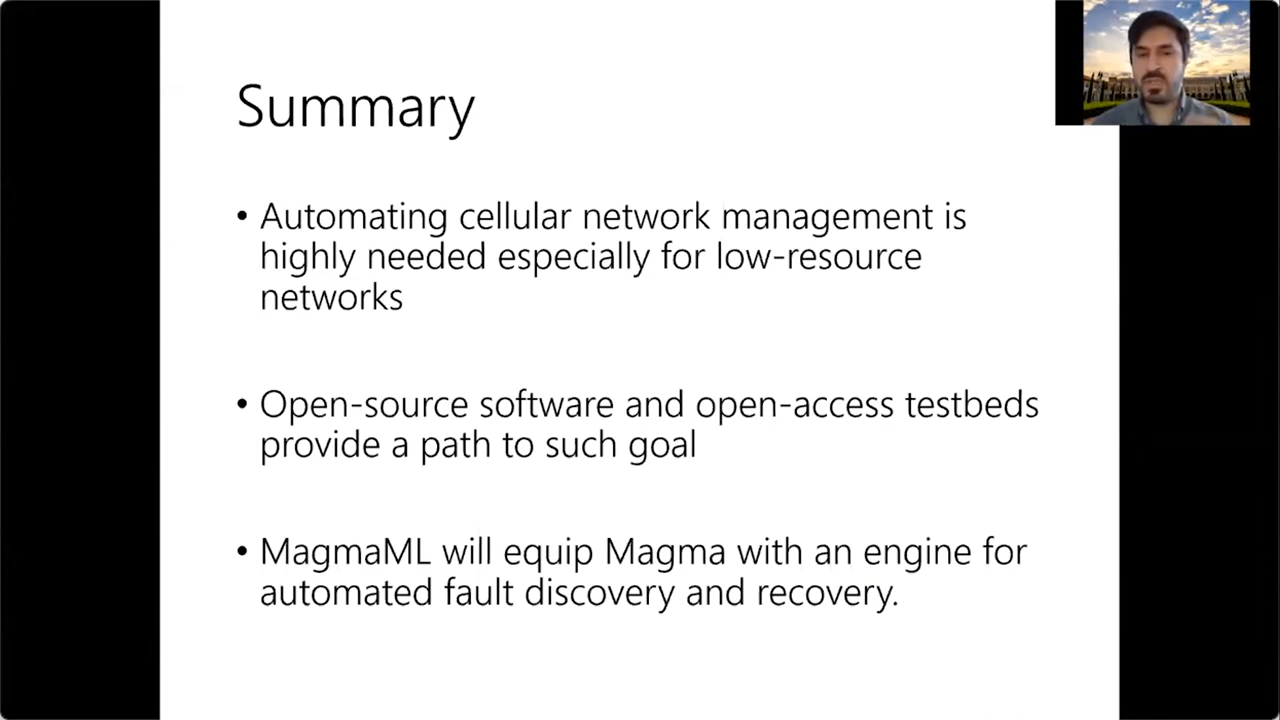 Summary
• Automating cellular network management is
highly needed especially for low-resource
networks
• Open-source software and open-access testbeds
provide a path to such goal
• MagmaML will equip Magma with an engine for
automated fault discovery and recovery.